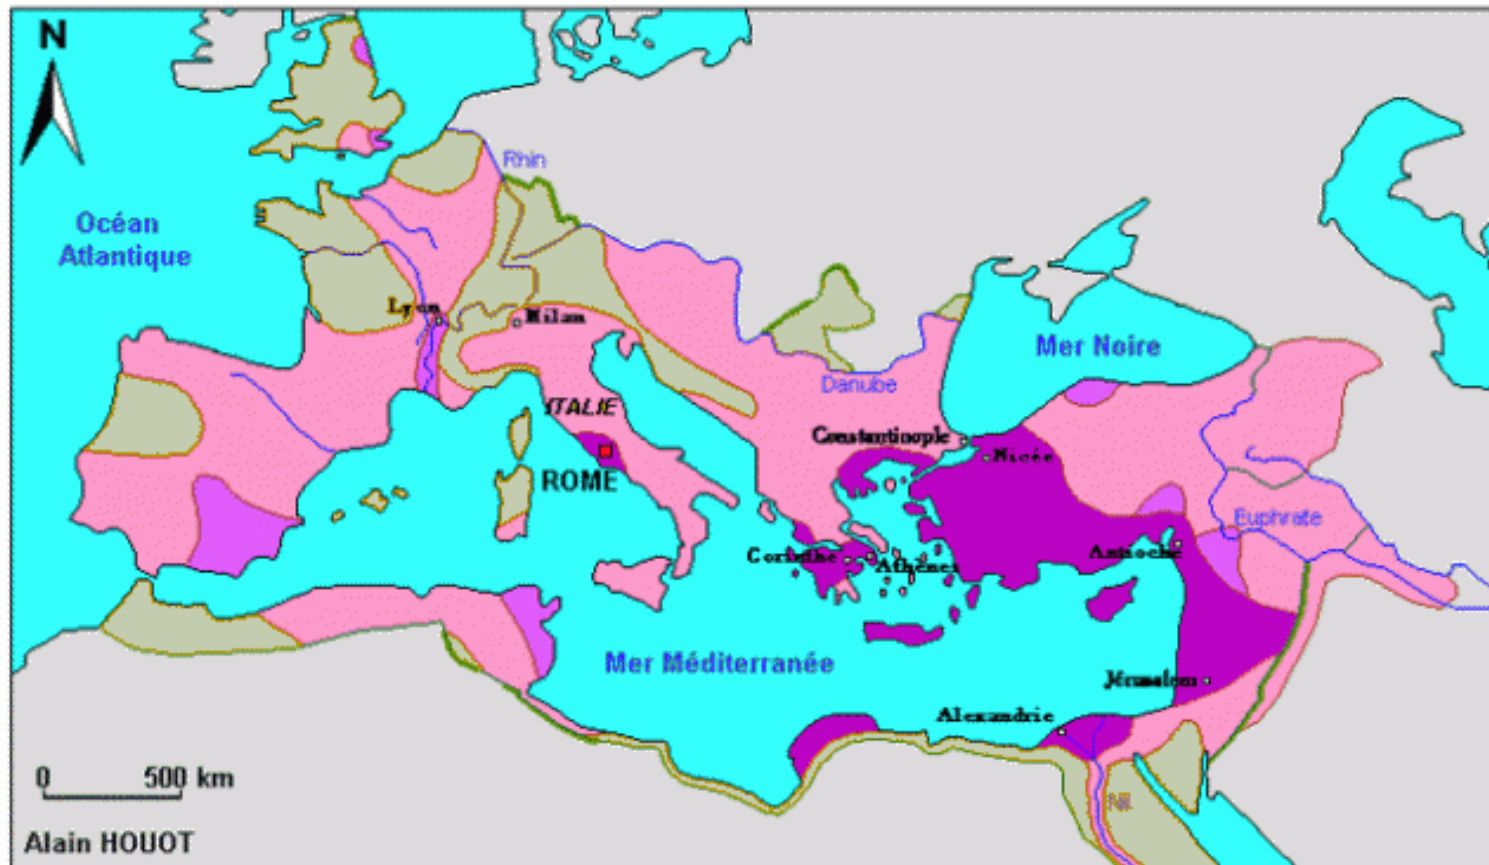 N
Rhin
Océan
Atlantique
Lyon
Milan
Mer Noire
Danube
ITALIE
Constantinople
Nicée
ROME
Euphrate
Corinthe
Athènes
Antioche
Mer Méditerranée
Jérusalem
Alexandrie
0 500 km
Nil
Alain HOUOT